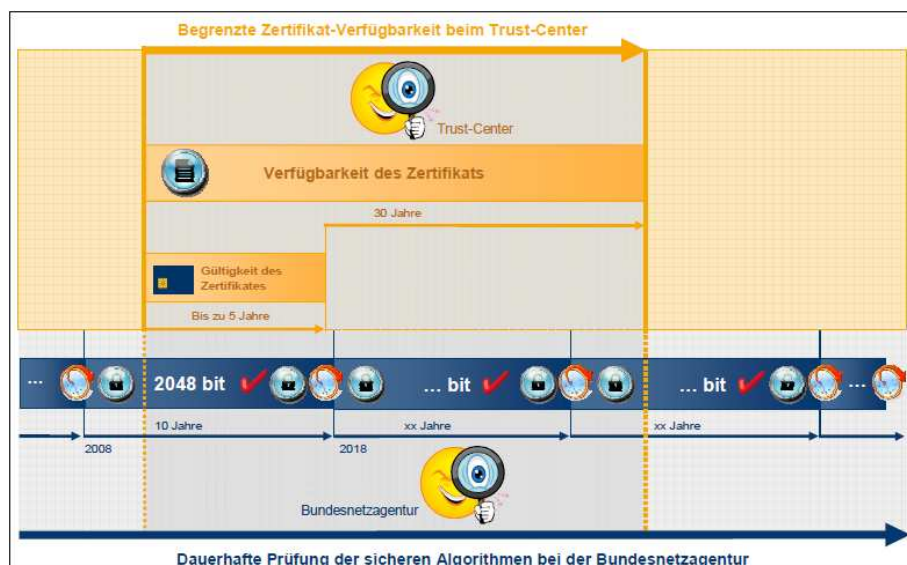 Begrenzte Zertifikat-Verfügbarkeit beim Trust-Center
Trust-Center
Verfügbarkeit des Zertifikats
30 Jahre
Gültigkeit des
Zertifikates
Bis zu 5 Jahre
... 2048 bit ... bit ... bit ...
10 Jahre xx Jahre xx Jahre
2008 2018
Bundesnetzagentur
Dauerhafte Prüfung der sicheren Algorithmen bei der Bundesnetzagentur